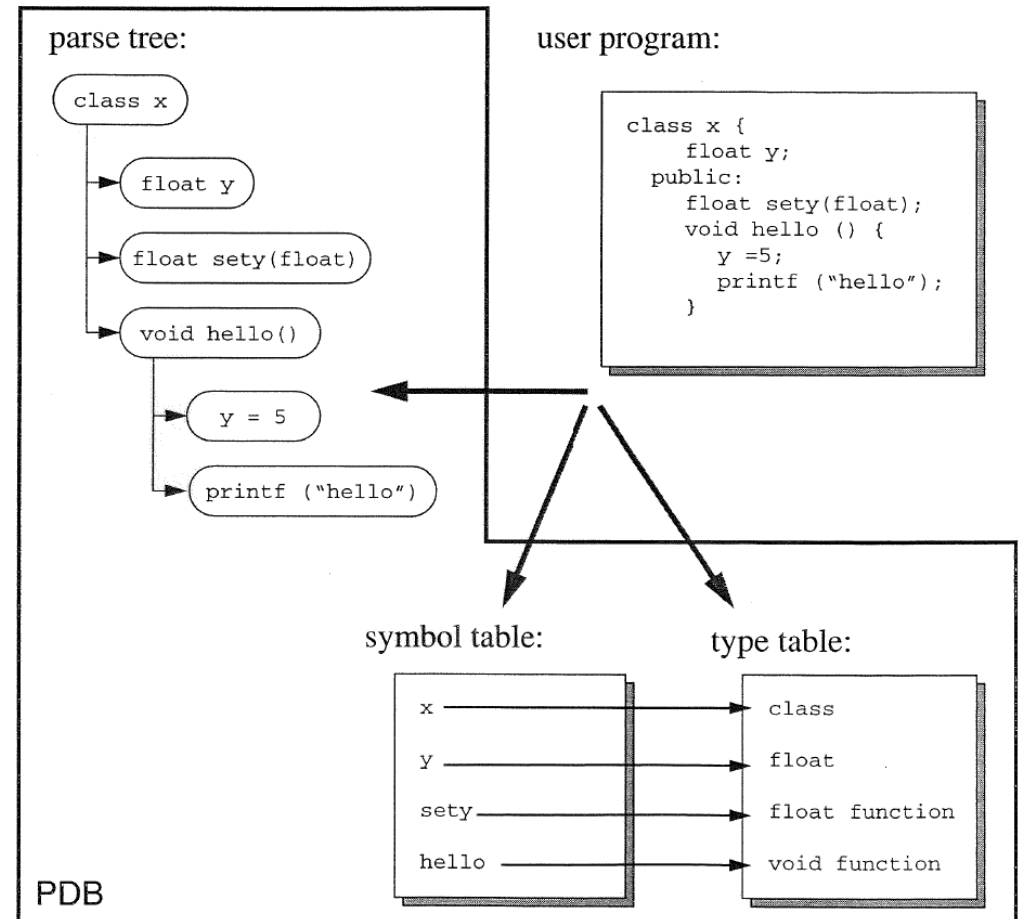 parse tree:
class x
float y
float sety(float)
void hello()
y = 5
printf ("hello")
user program:
class x {
float y;
public:
float sety(float);
void hello () {
y =5;
printf ("hello");
}
symbol table:
x
y
sety
hello
type table:
class
float
float function
void function
PDB